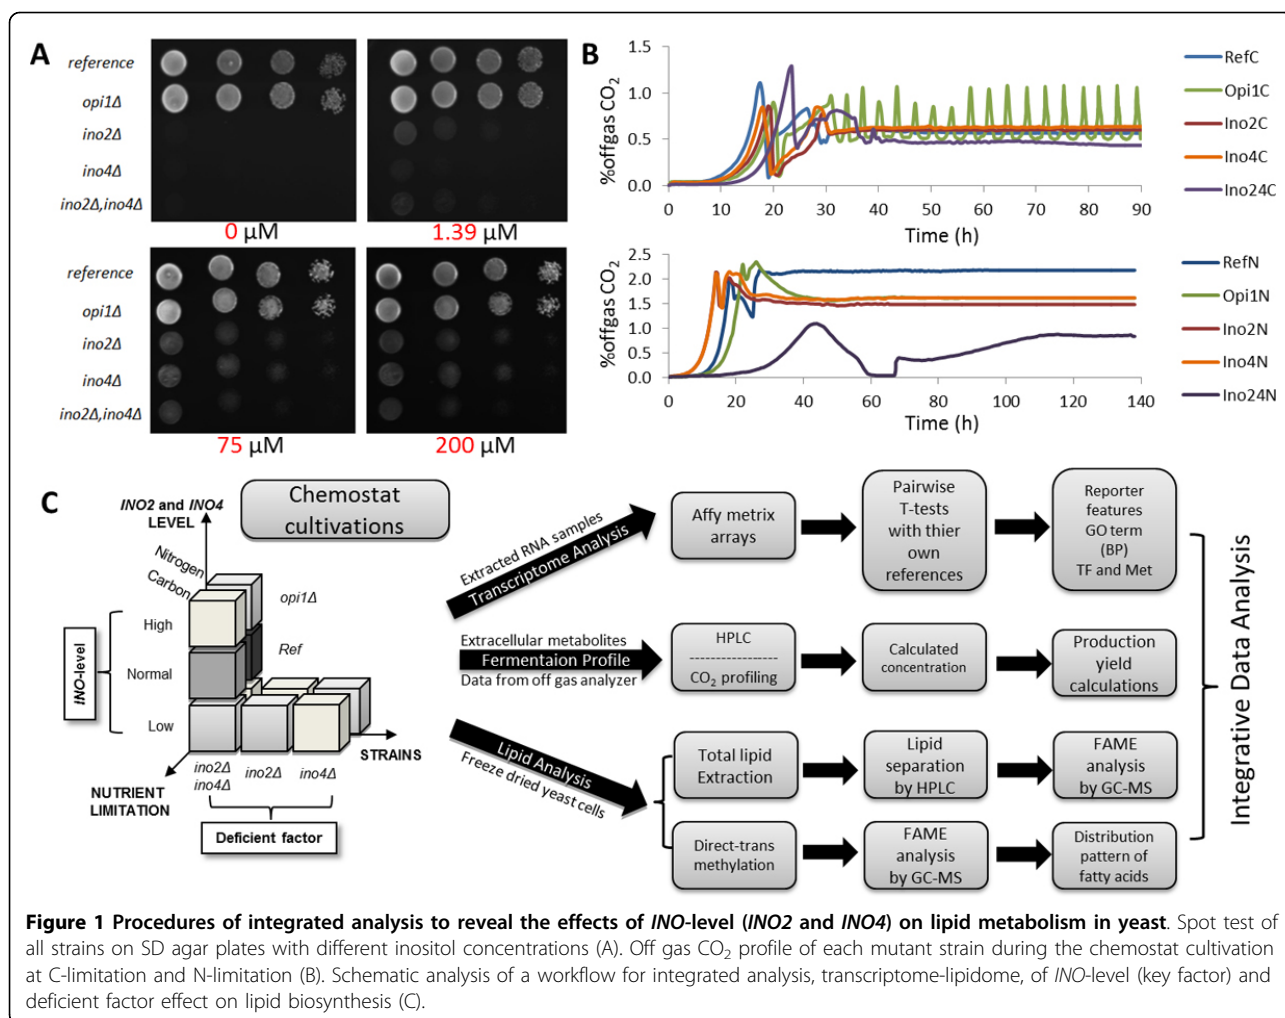 A
reference
opi1Δ
ino2Δ
ino4Δ
ino2Δ,ino4Δ
0 µM
1.39 µM
reference
opi1Δ
ino2Δ
ino4Δ
ino2Δ,ino4Δ
75 µM
200 µM
B
%offgas CO2
1.5
1.0
0.5
0.0
0 10 20 30 40 50 60 70 80 90
Time (h)
RefC
Opi1C
Ino2C
Ino4C
Ino24C
%offgas CO2
2.5
2.0
1.5
1.0
0.5
0.0
0 20 40 60 80 100 120 140
Time (h)
RefN
Opi1N
Ino2N
Ino4N
Ino24N
C
INO2 and INO4
LEVEL
Chemostat
cultivations
Nitrogen
Carbon
INO-level
High
Normal
Low
opi1Δ
Ref
STRAINS
NUTRIENT
LIMITATION
ino2Δ
ino4Δ
ino2Δ
ino4Δ
Deficient factor
Extracted RNA samples
Transcriptome Analysis
Affy metrix
arrays
Pairwise
T-tests
with thier
own
references
Reporter
features
GO term
(BP)
TF and Met
Extracellular metabolites
Fermentaion Profile
Data from off gas analyzer
HPLC
CO2 profiling
Calculated
concentration
Production
yield
calculations
Lipid Analysis
Freeze dried yeast cells
Total lipid
Extraction
Lipid
separation
by HPLC
FAME
analysis
by GC-MS
Direct-trans
methylation
FAME
analysis
by GC-MS
Distribution
pattern of
fatty acids
Integrative Data Analysis
Figure 1 Procedures of integrated analysis to reveal the effects of INO-level (INO2 and INO4) on lipid metabolism in yeast. Spot test of
all strains on SD agar plates with different inositol concentrations (A). Off gas CO2 profile of each mutant strain during the chemostat cultivation
at C-limitation and N-limitation (B). Schematic analysis of a workflow for integrated analysis, transcriptome-lipidome, of INO-level (key factor) and
deficient factor effect on lipid biosynthesis (C).